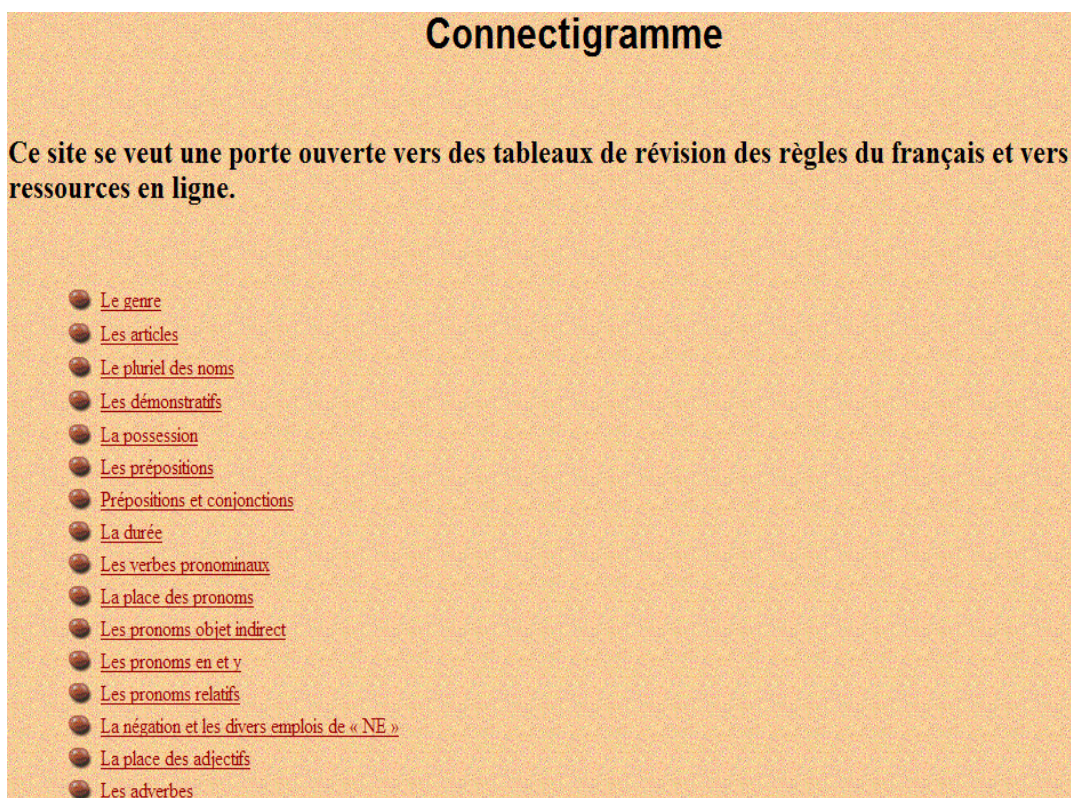 Connectigramme
Ce site se veut une porte ouverte vers des tableaux de révision des règles du français et vers
ressources en ligne.
Le genre
Les articles
Le pluriel des noms
Les démonstratifs
La possession
Les prépositions
Prépositions et conjonctions
La durée
Les verbes pronominaux
La place des pronoms
Les pronoms objet indirect
Les pronoms en et y
Les pronoms relatifs
La négation et les divers emplois de « NE »
La place des adjectifs
Les adverbes